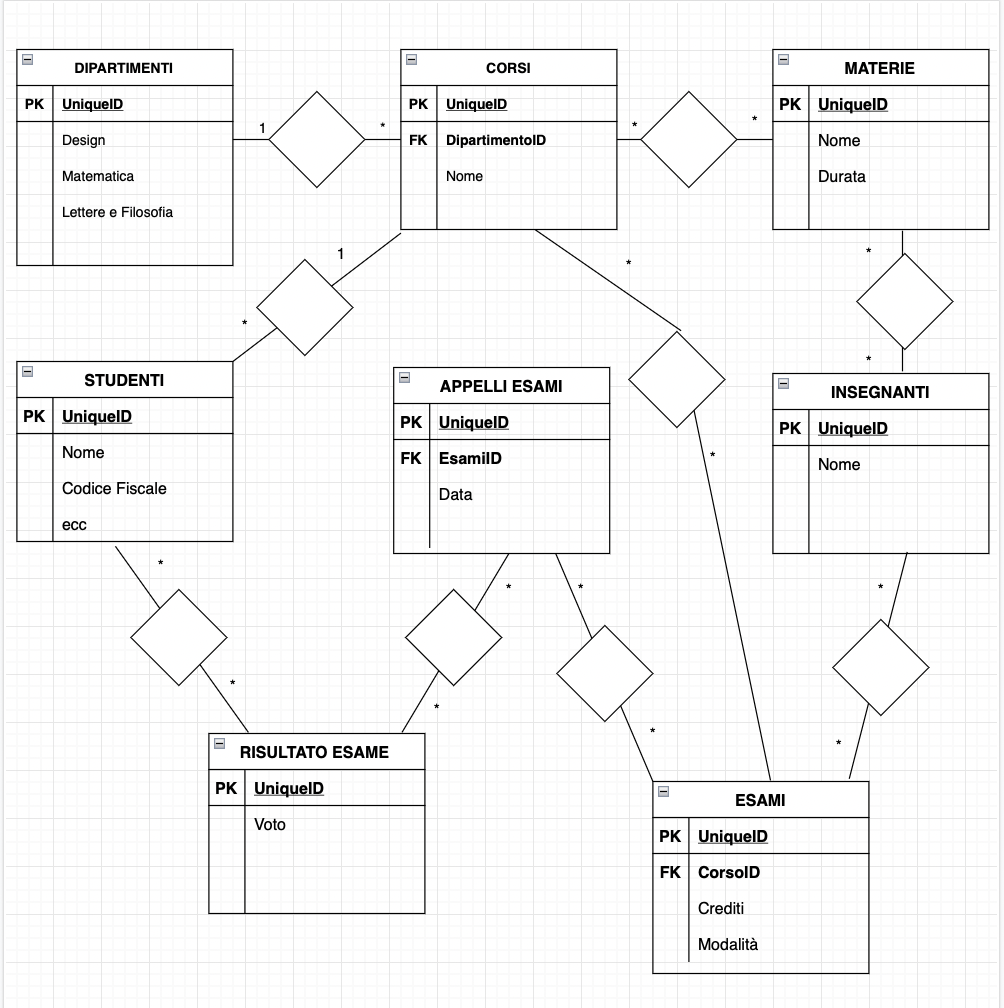 DIPARTIMENTI
PK UniqueID
Design
Matematica
Lettere e Filosofia
1
*
CORSI
PK UniqueID
FK DipartimentoID
Nome
*
*
MATERIE
PK UniqueID
Nome
Durata
1
*
*
*
*
*
STUDENTI
PK UniqueID
Nome
Codice Fiscale
ecc
APPELLI ESAMI
PK UniqueID
FK EsamiID
Data
INSEGNANTI
PK UniqueID
Nome
*
*
*
*
*
*
*
*
RISULTATO ESAME
PK UniqueID
Voto
ESAMI
PK UniqueID
FK CorsoID
Crediti
Modalità